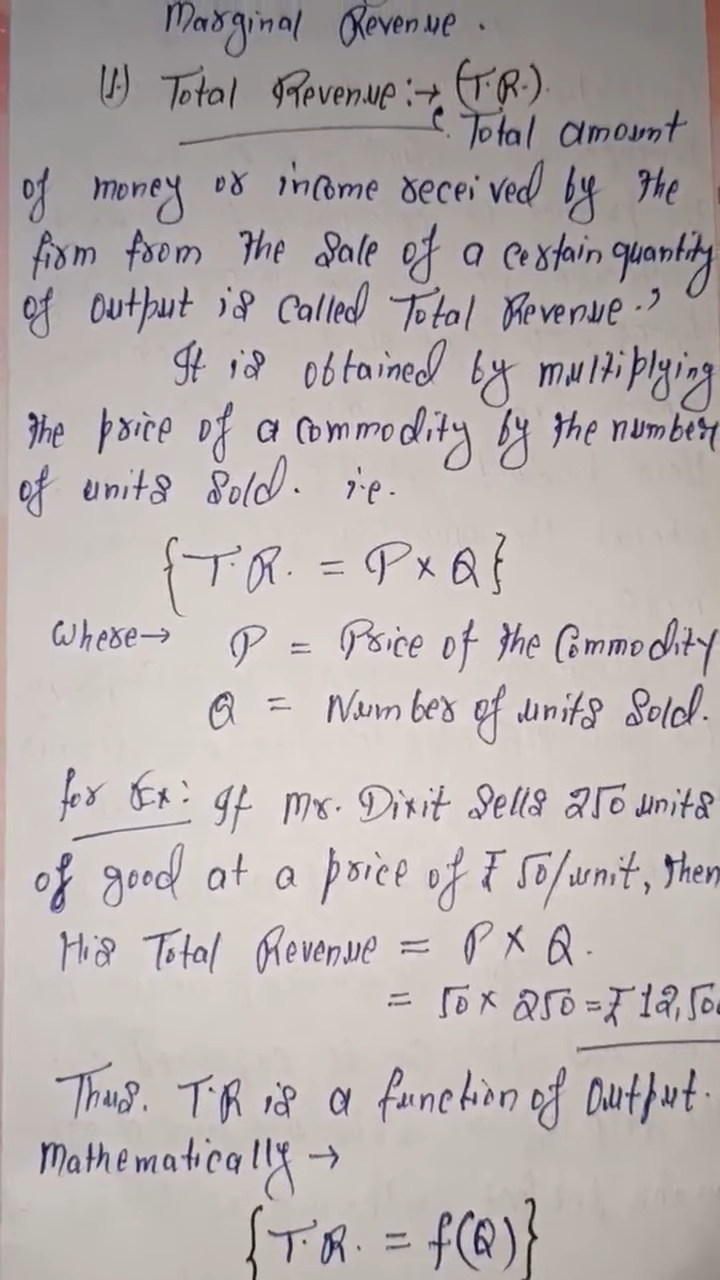 Marginal Revenue.
(1.) Total Revenue:→ (T.R.).
"Total amount
of money or income received by the
firm from the sale of a certain quantity
of output is called Total Revenue."
It is obtained by multiplying
the price of a commodity by the number
of units sold. i.e.
{T.R. = P × Q}
Where→ P = Price of the Commodity
Q = Number of units sold.
for Ex: If Mr. Dixit sells 250 units
of good at a price of ₹ 50/unit, then
His Total Revenue = P × Q.
= 50 × 250 = ₹ 12,50
Thus. T.R is a function of output.
Mathematically →
{T.R. = f(Q)}